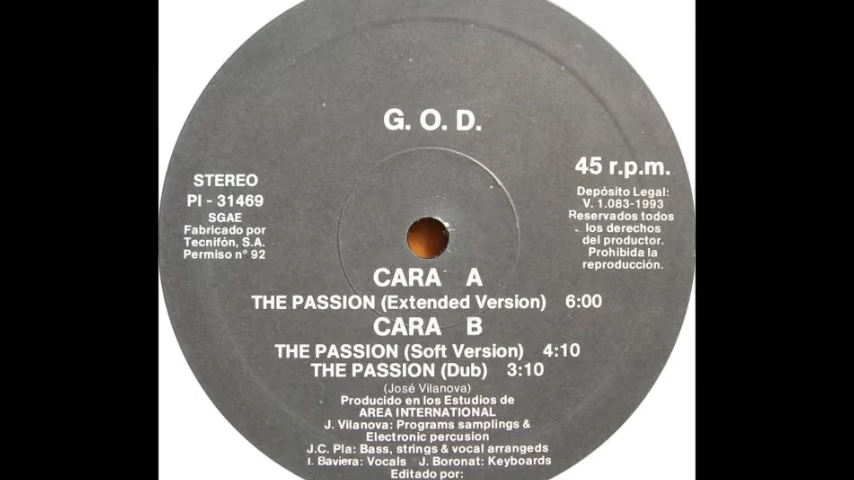 G. O. D.
STEREO
PI - 31469
SGAE
Fabricado por
Tecnifón, S.A.
Permiso n° 92
45 r.p.m.
Depósito Legal:
V. 1.083-1993
Reservados todos
los derechos
del productor.
Prohibida la
reproducción.
CARA A
THE PASSION (Extended Version) 6:00
CARA B
THE PASSION (Soft Version) 4:10
THE PASSION (Dub) 3:10
(José Vilanova)
Producido en los Estudios de
AREA INTERNATIONAL
J. Vilanova: Programs samplings &
Electronic percusion
J.C. Pla: Bass, strings & vocal arrangeds
I. Baviera: Vocals J. Boronat: Keyboards
Editado por: